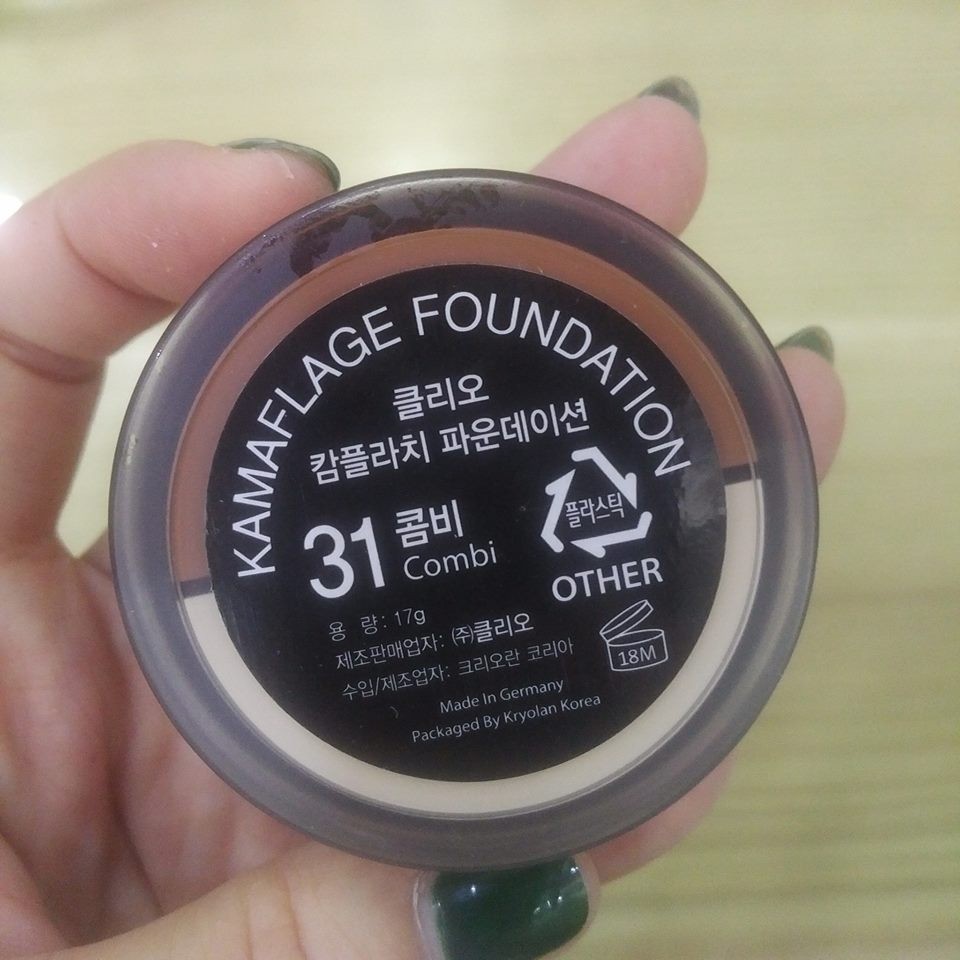 KAMAFLAGE FOUNDATION
클리오
캄플라치 파운데이션
31 콤비
Combi
플라스틱
OTHER
용 량: 17g
제조판매업자: (주)클리오
수입/제조업자: 크리오란 코리아
18M
Made In Germany
Packaged By Kryolan Korea